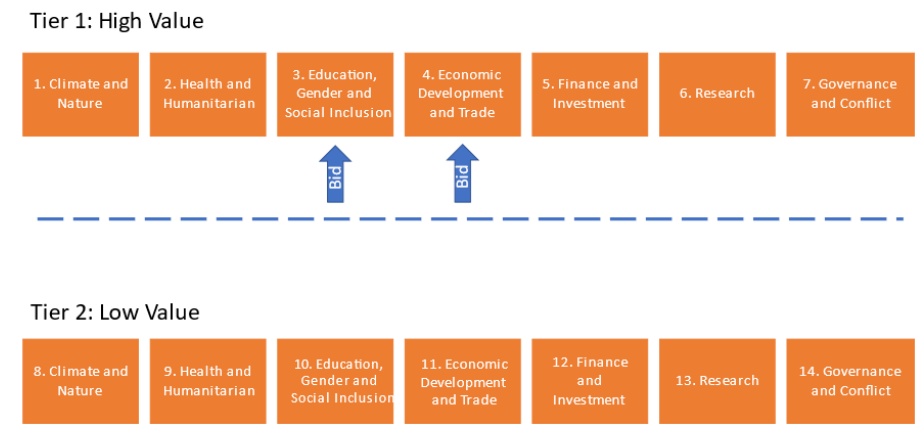 Tier 1: High Value
1. Climate and
Nature
2. Health and
Humanitarian
3. Education,
Gender and
Social Inclusion
4. Economic
Development
and Trade
5. Finance and
Investment
6. Research
7. Governance
and Conflict
Bid
Bid
Tier 2: Low Value
8. Climate and
Nature
9. Health and
Humanitarian
10. Education,
Gender and
Social Inclusion
11. Economic
Development
and Trade
12. Finance
and
Investment
13. Research
14. Governance
and Conflict